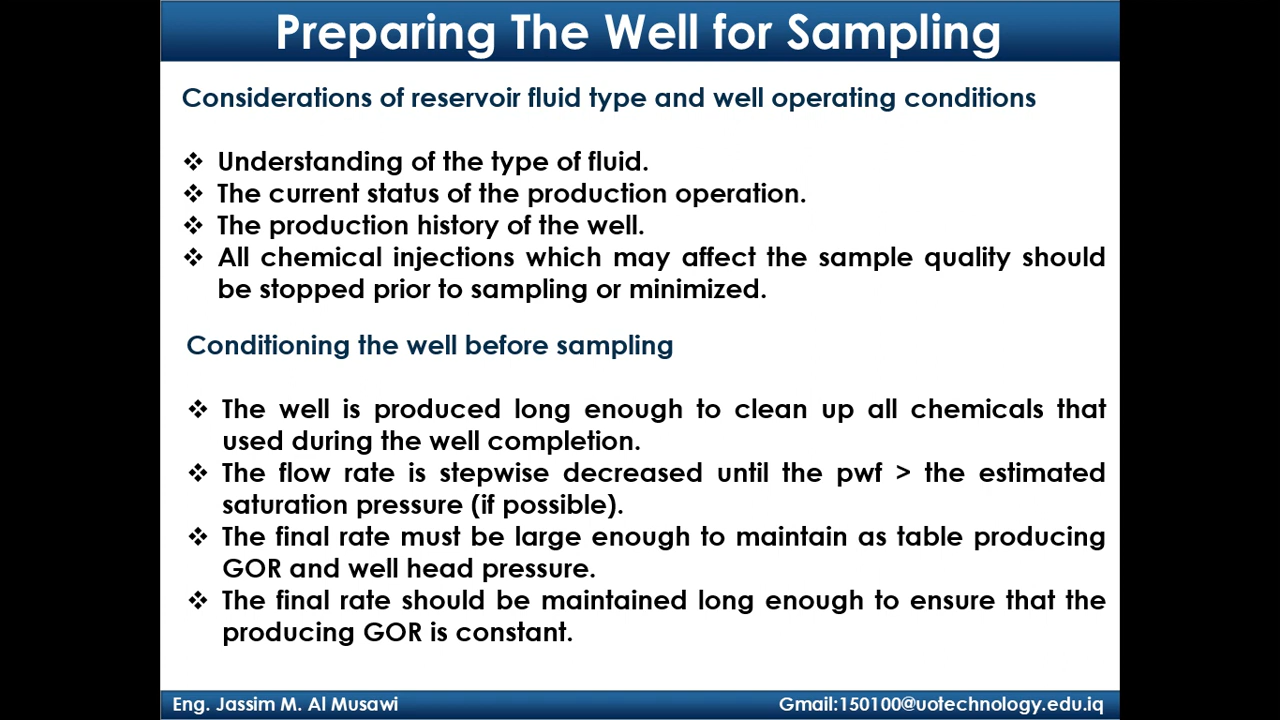 Preparing The Well for Sampling
Considerations of reservoir fluid type and well operating conditions
❖ Understanding of the type of fluid.
❖ The current status of the production operation.
❖ The production history of the well.
❖ All chemical injections which may affect the sample quality should
be stopped prior to sampling or minimized.
Conditioning the well before sampling
❖ The well is produced long enough to clean up all chemicals that
used during the well completion.
❖ The flow rate is stepwise decreased until the pwf > the estimated
saturation pressure (if possible).
❖ The final rate must be large enough to maintain as table producing
GOR and well head pressure.
❖ The final rate should be maintained long enough to ensure that the
producing GOR is constant.
Eng. Jassim M. Al Musawi
Gmail:150100@uotechnology.edu.iq